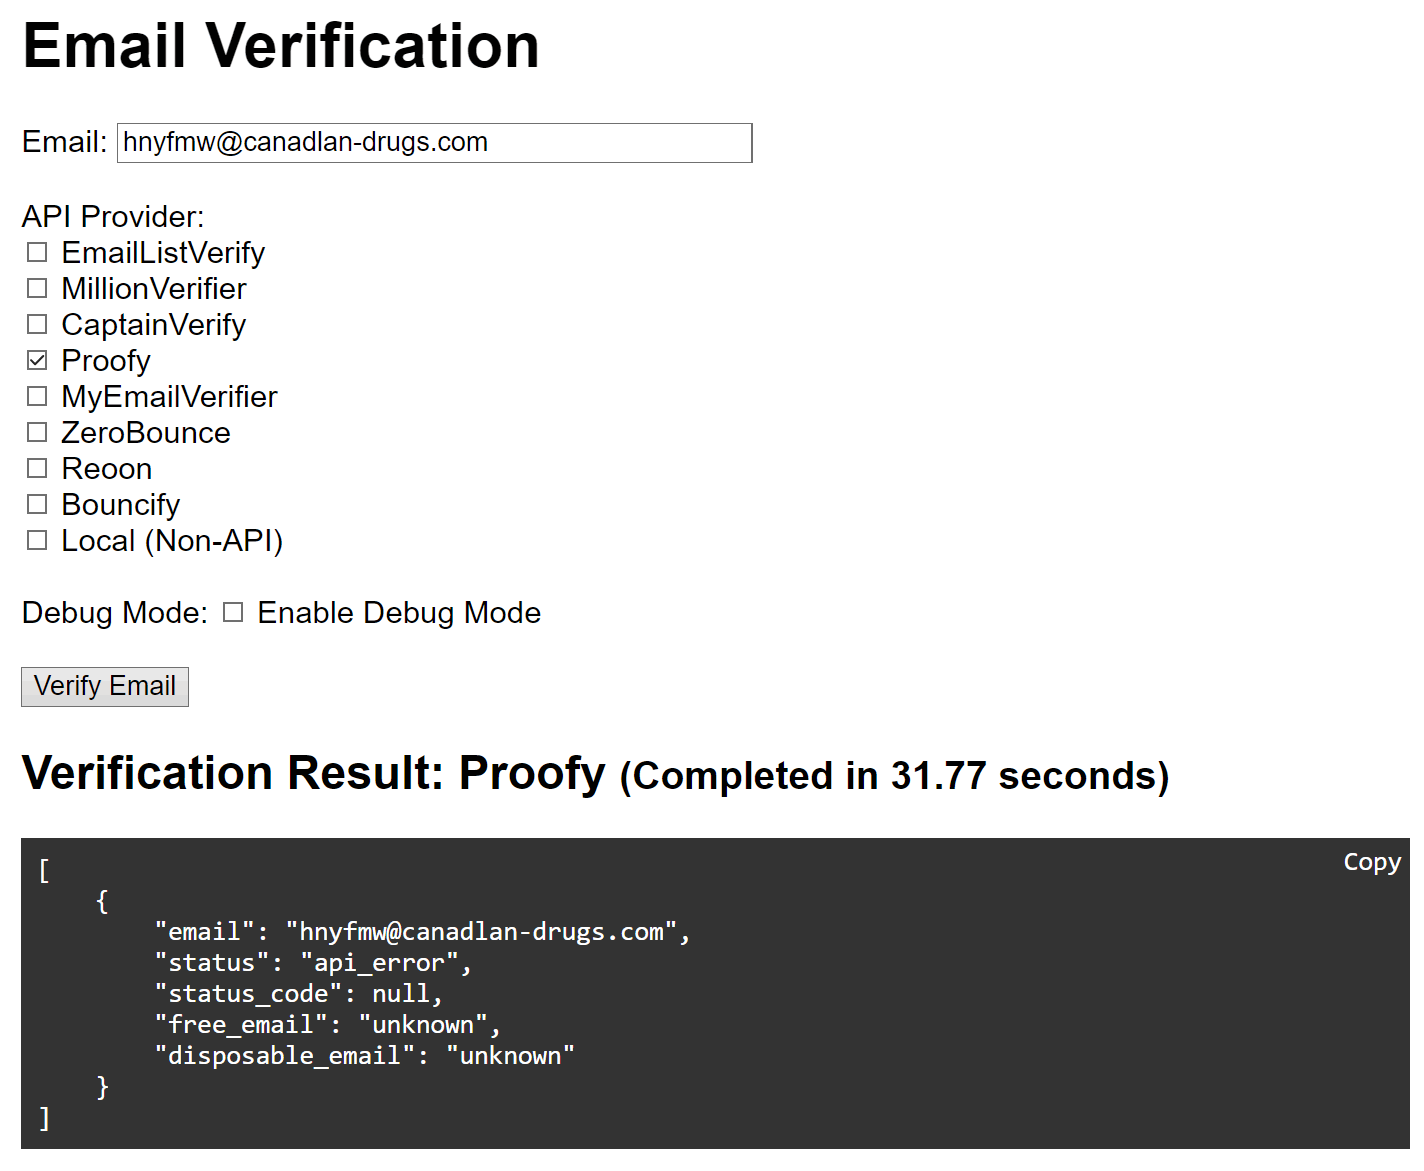 Email Verification
Email: hnyfmw@canadlan-drugs.com
API Provider:
EmailListVerify
MillionVerifier
CaptainVerify
Proofy
MyEmailVerifier
ZeroBounce
Reoon
Bouncify
Local (Non-API)
Debug Mode: Enable Debug Mode
Verify Email
Verification Result: Proofy (Completed in 31.77 seconds)
Copy
[
{
"email": "hnyfmw@canadlan-drugs.com",
"status": "api_error",
"status_code": null,
"free_email": "unknown",
"disposable_email": "unknown"
}
]